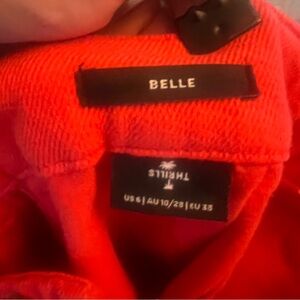 BELLE
THRILLS
US 6 | AU 10/28 | EU 38